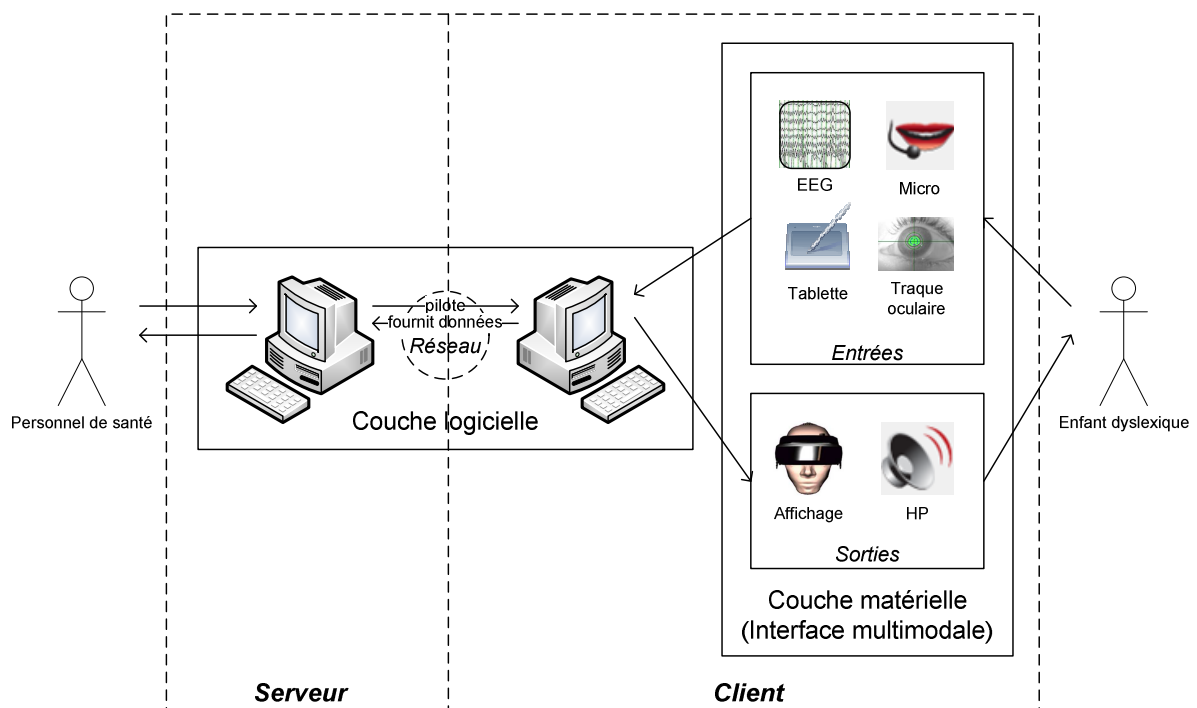 EEG
Micro
Tablette
Traque
oculaire
Entrées
pilote
fournit données
Réseau
Couche logicielle
Personnel de santé
Enfant dyslexique
Affichage
HP
Sorties
Couche matérielle
(Interface multimodale)
Serveur
Client